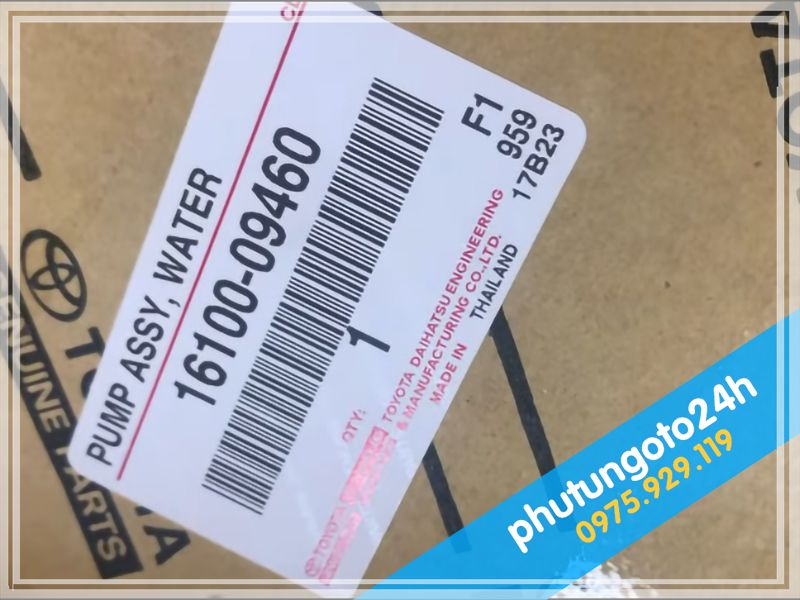 PUMP ASSY, WATER
16100-09460
F1
959
17B23
QTY:
1
TOYOTA
TOYOTA DAIHATSU ENGINEERING
& MANUFACTURING CO.,LTD.
MADE IN THAILAND
TOYOTA
GENUINE PARTS
phutungoto24h
0975.929.119